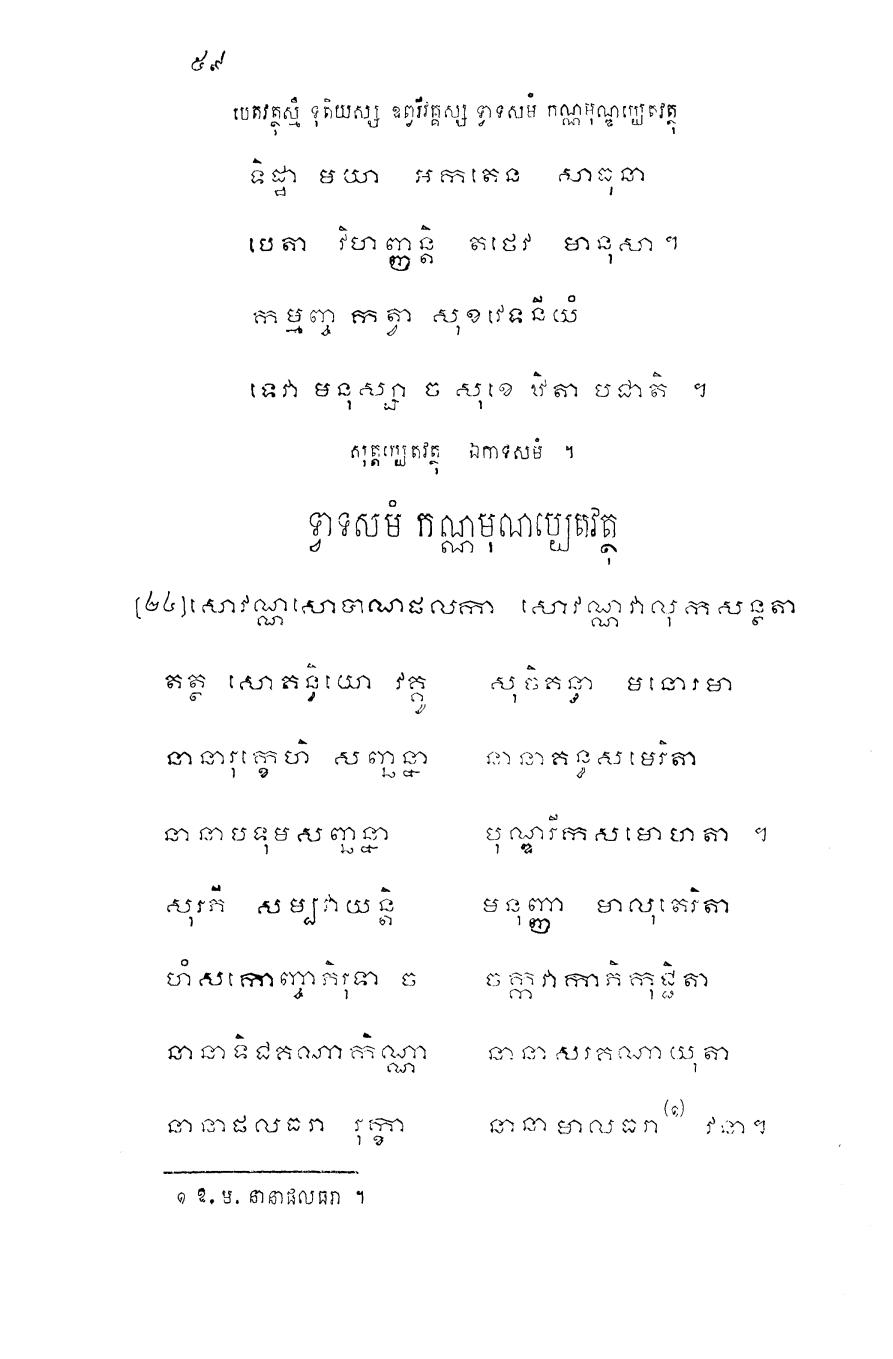 ៥៩
បេតវត្ថុស្មឹ ទុតិយស្ស ឧព្វរីវគ្គស្ស ទ្វាទសមំ កណ្ណមុណ្ឌប្បេតវត្ថុ
ទិដ្ឋា មយា អកតេន សាធុនា
បេតា វិហញ្ញន្តិ តថេវ មានុសា ។
កម្មញ្ច កត្វា សុខវេទនីយំ
ទេវា មនុស្សា ច សុខេ ឋិតា បជាតិ ។
សុត្តប្បេតវត្ថុ ឯកាទសមំ ។
ទ្វាទសមំ កណ្ណមុណប្បេតវត្ថុ
(២៤) សោវណ្ណសោបាណផលកា សោវណ្ណវាលុកសន្ថតា
តត្ថ សោគន្ធិយោ វគ្គូ សុចិគន្ធា មនោរមា
នានារុក្ខេហិ សញ្ឆន្នា នានាគន្ធសមេរិតា
នានាបទុមសញ្ឆន្នា បុណ្ឌរីកសមោហតា ។
សុរភី សម្បវាយន្តិ មនុញ្ញា មាលុតេរិតា
ហំសកោញ្ចាភិរុទា ច ចក្កវាកាភិកុជ្ជិតា
នានាទិជគណាកិណ្ណា នានាសរគណាយុតា
នានាផលធរា រុក្ខា នានាមាលធរា(១) វនា។
១ ឱ. ម. នានាផលធរា ។